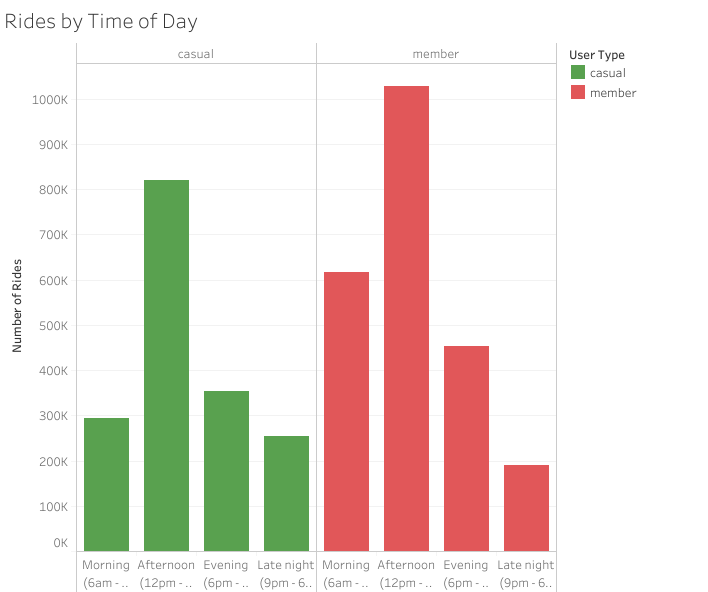 Rides by Time of Day
casual member
User Type
casual
member
1000K
900K
800K
700K
600K
500K
400K
300K
200K
100K
0K
Number of Rides
Morning Afternoon Evening Late night Morning Afternoon Evening Late night
(6am - .. (12pm - .. (6pm - .. (9pm - 6.. (6am - .. (12pm - .. (6pm - .. (9pm - 6..